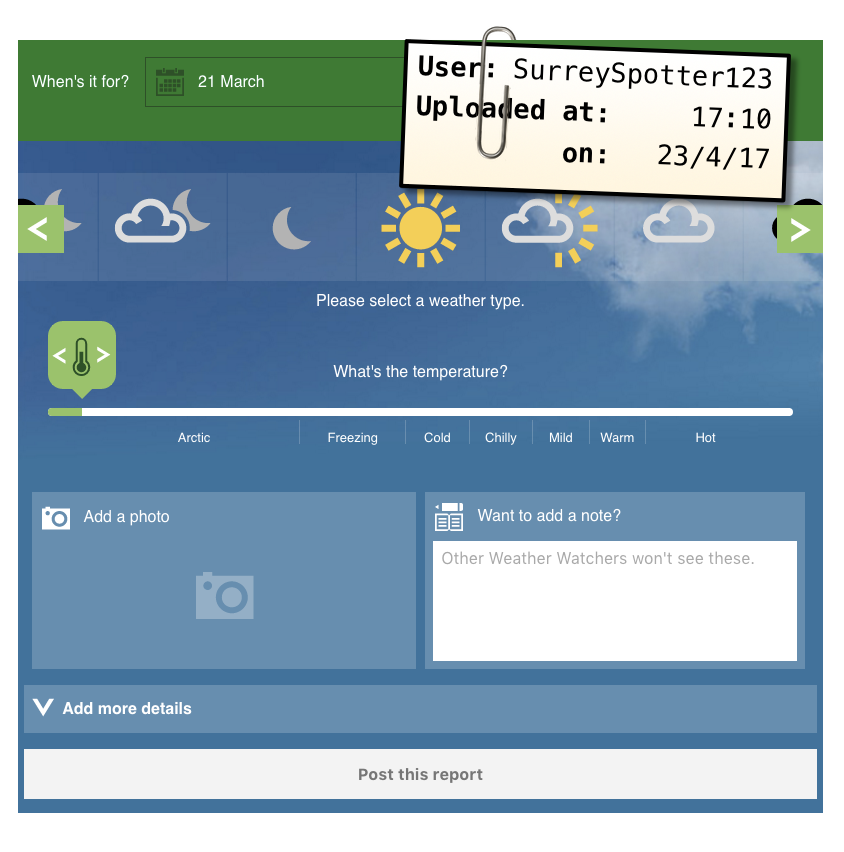 When's it for?
21 March
User: SurreySpotter123
Uploaded at: 17:10
on: 23/4/17
<
>
Please select a weather type.
< >
What's the temperature?
Arctic Freezing Cold Chilly Mild Warm Hot
Add a photo
Want to add a note?
Other Weather Watchers won't see these.
Add more details
Post this report